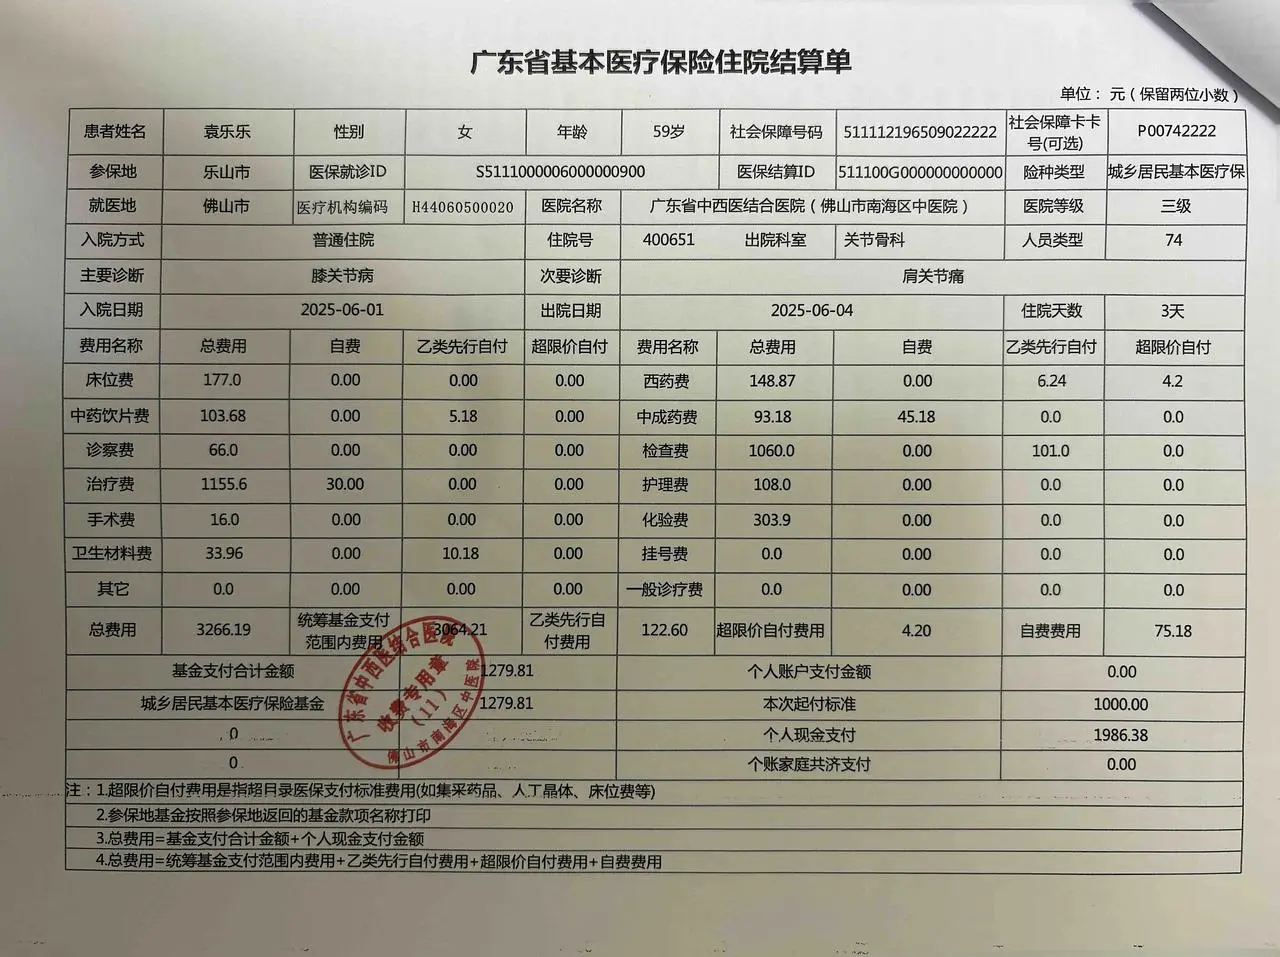 广东省基本医疗保险住院结算单
单位： 元（保留两位小数）
患者姓名 袁乐乐 性别 女 年龄 59岁 社会保障号码 511112196509022222 社会保障卡卡号(可选) P00742222
参保地 乐山市 医保就诊ID S5111000006000000900 医保结算ID 511100G000000000000 险种类型 城乡居民基本医疗保
就医地 佛山市 医疗机构编码 H44060500020 医院名称 广东省中西医结合医院（佛山市南海区中医院） 医院等级 三级
入院方式 普通住院 住院号 400651 出院科室 关节骨科 人员类型 74
主要诊断 膝关节病 次要诊断 肩关节痛
入院日期 2025-06-01 出院日期 2025-06-04 住院天数 3天
费用名称 总费用 自费 乙类先行自付 超限价自付 费用名称 总费用 自费 乙类先行自付 超限价自付
床位费 177.0 0.00 0.00 0.00 西药费 148.87 0.00 6.24 4.2
中药饮片费 103.68 0.00 5.18 0.00 中成药费 93.18 45.18 0.0 0.0
诊察费 66.0 0.00 0.00 0.00 检查费 1060.0 0.00 101.0 0.0
治疗费 1155.6 30.00 0.00 0.00 护理费 108.0 0.00 0.0 0.0
手术费 16.0 0.00 0.00 0.00 化验费 303.9 0.00 0.0 0.0
卫生材料费 33.96 0.00 10.18 0.00 挂号费 0.0 0.00 0.0 0.0
其它 0.0 0.00 0.00 0.00 一般诊疗费 0.0 0.00 0.0 0.0
总费用 3266.19 统筹基金支付范围内费用 3064.21 乙类先行自付费用 122.60 超限价自付费用 4.20 自费费用 75.18
基金支付合计金额 1279.81 个人账户支付金额 0.00
城乡居民基本医疗保险基金 1279.81 本次起付标准 1000.00
0 个人现金支付 1986.38
0 个账家庭共济支付 0.00
广东省中西医结合医院
收费专用章
（11）
佛山市南海区中医院
注：1.超限价自付费用是指超目录医保支付标准费用(如集采药品、人工晶体、床位费等)
2.参保地基金按照参保地返回的基金款项名称打印
3.总费用=基金支付合计金额+个人现金支付金额
4.总费用=统筹基金支付范围内费用+乙类先行自付费用+超限价自付费用+自费费用